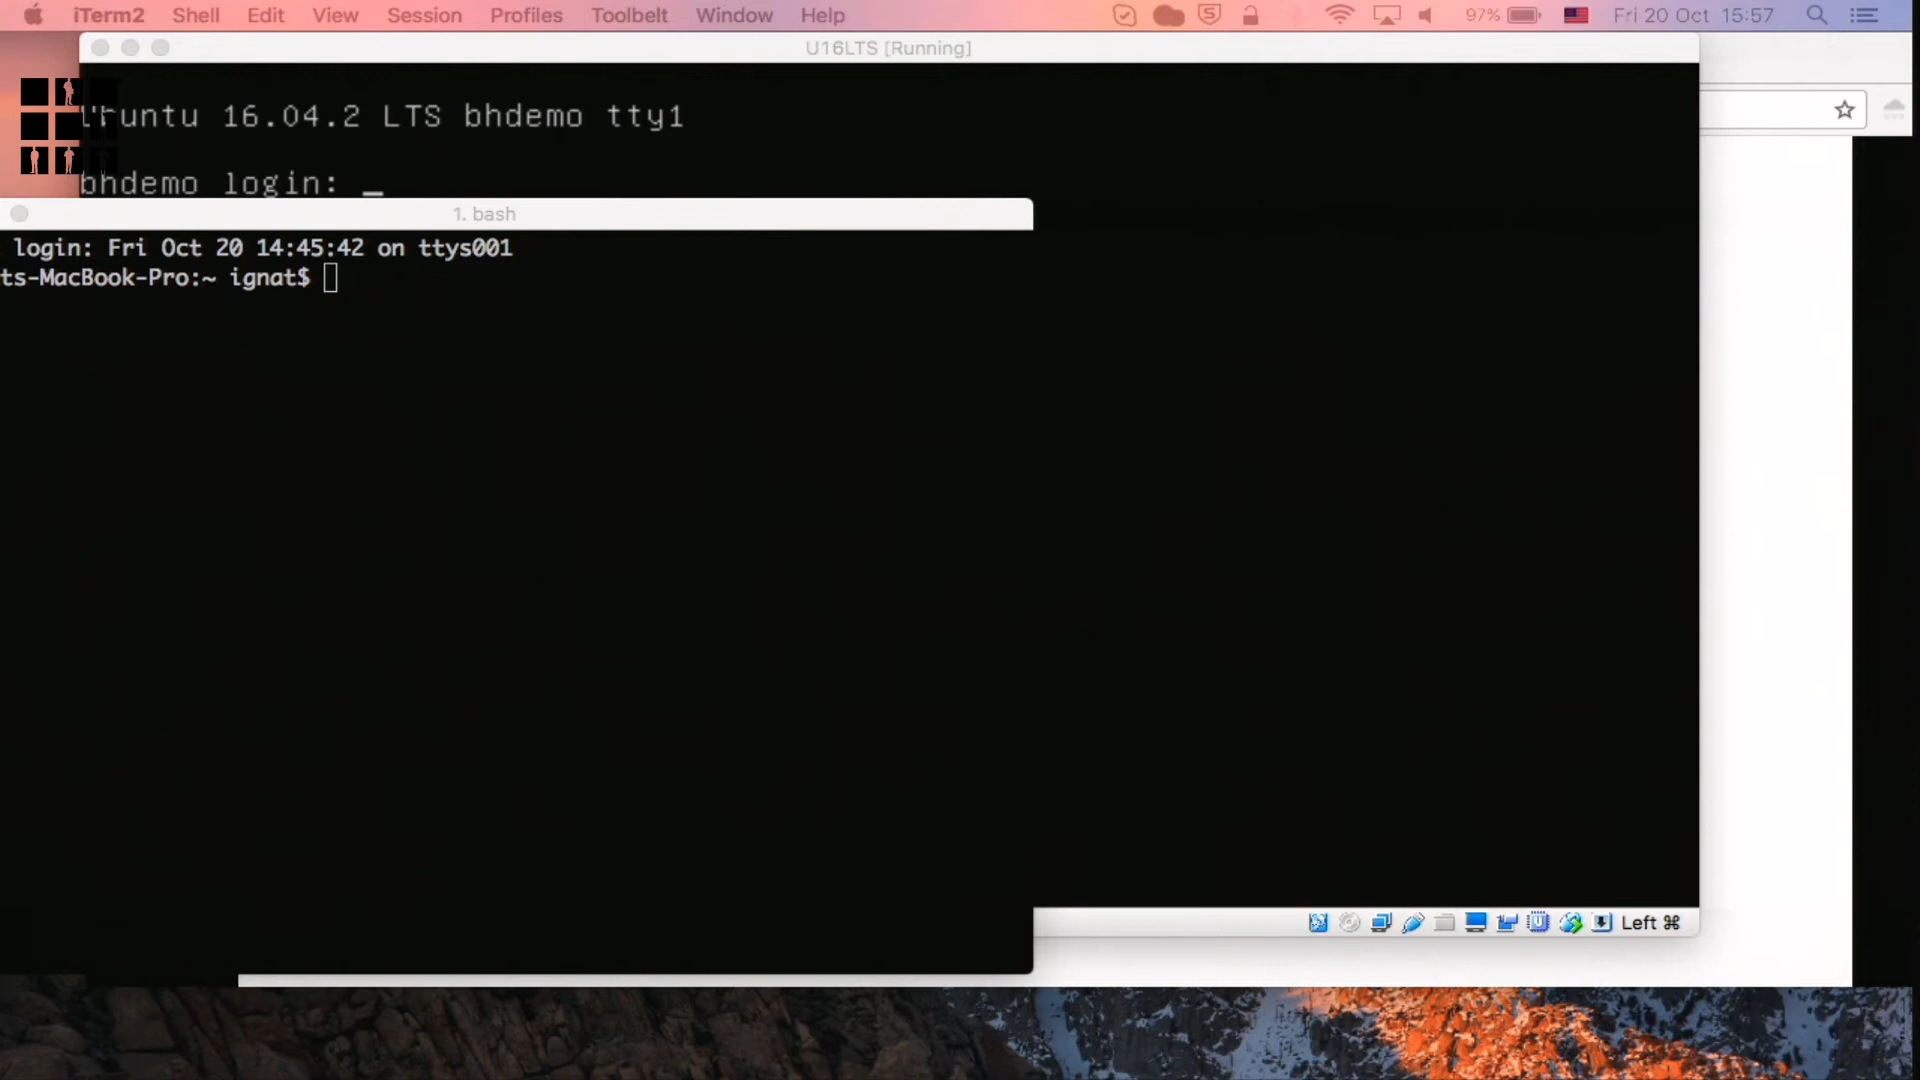 iTerm2 Shell Edit View Session Profiles Toolbelt Window Help 97% Fri 20 Oct 15:57
U16LTS [Running]
Ubuntu 16.04.2 LTS bhdemo tty1
bhdemo login: _
1. bash
login: Fri Oct 20 14:45:42 on ttys001
ts-MacBook-Pro:~ ignat$
Left ⌘